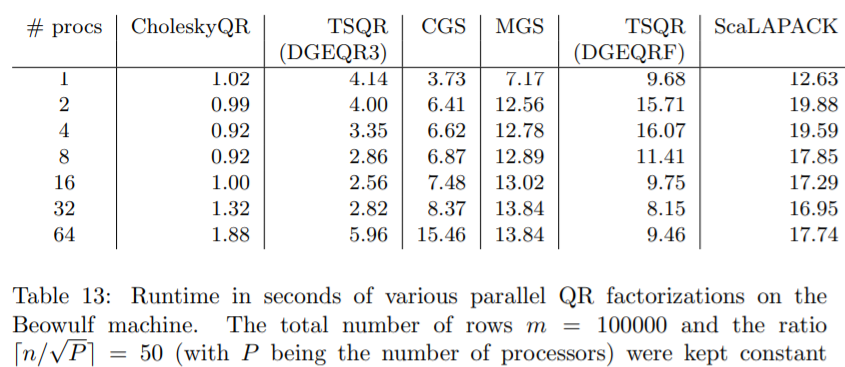 # procs CholeskyQR TSQR CGS MGS TSQR ScaLAPACK
(DGEQR3) (DGEQRF)
1 1.02 4.14 3.73 7.17 9.68 12.63
2 0.99 4.00 6.41 12.56 15.71 19.88
4 0.92 3.35 6.62 12.78 16.07 19.59
8 0.92 2.86 6.87 12.89 11.41 17.85
16 1.00 2.56 7.48 13.02 9.75 17.29
32 1.32 2.82 8.37 13.84 8.15 16.95
64 1.88 5.96 15.46 13.84 9.46 17.74
Table 13: Runtime in seconds of various parallel QR factorizations on the
Beowulf machine. The total number of rows m = 100000 and the ratio
⌈n/√P⌉ = 50 (with P being the number of processors) were kept constant